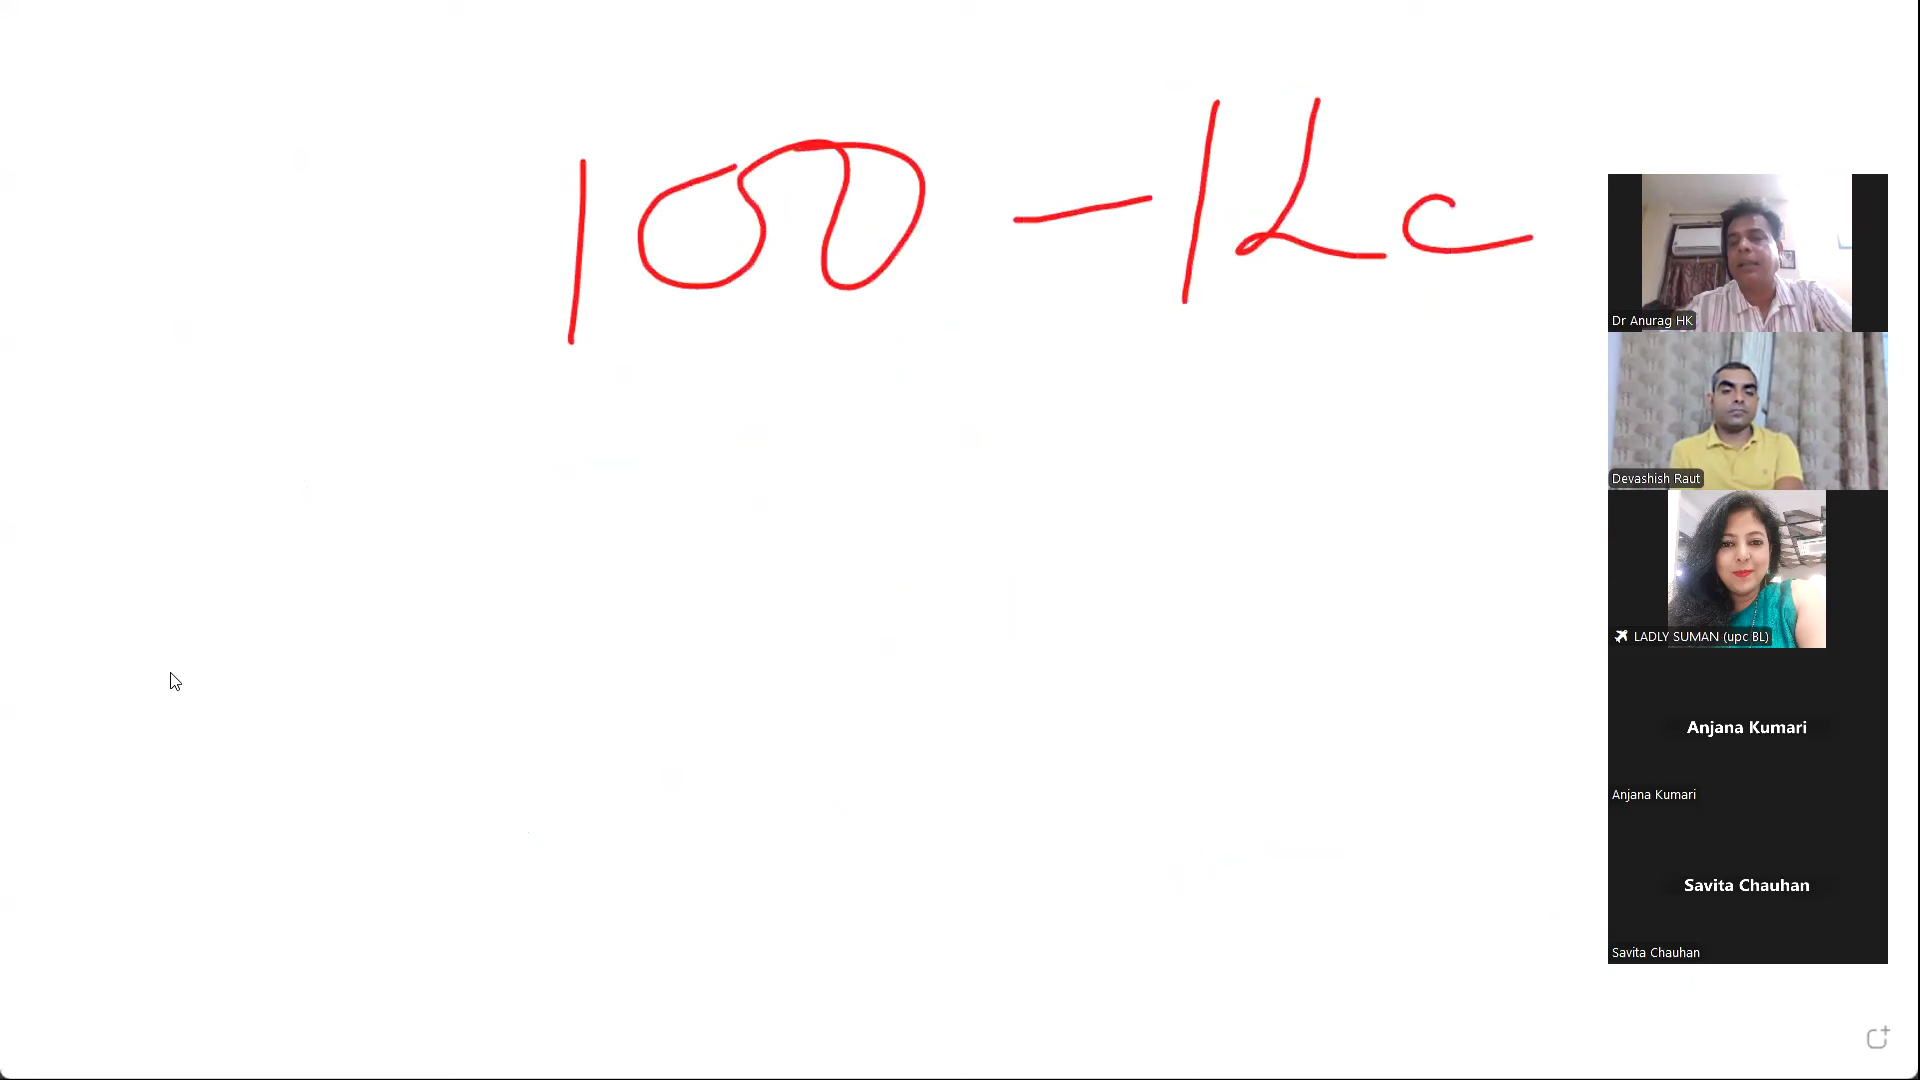 100 - 1Lc
Dr Anurag HK
Devashish Raut
LADLY SUMAN (upc BL)
Anjana Kumari
Anjana Kumari
Savita Chauhan
Savita Chauhan